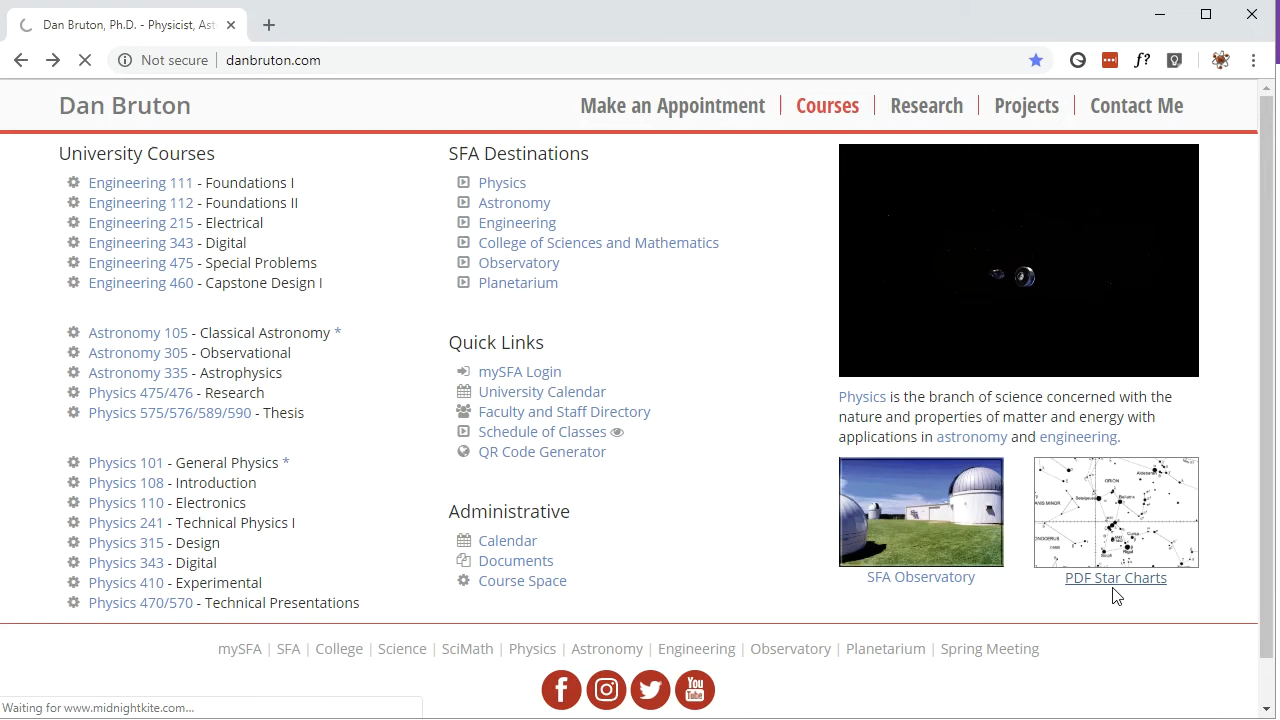 Dan Bruton, Ph.D. - Physicist, Ast
Not secure | danbruton.com
f?
Dan Bruton
Make an Appointment | Courses | Research | Projects | Contact Me
University Courses
Engineering 111 - Foundations I
Engineering 112 - Foundations II
Engineering 215 - Electrical
Engineering 343 - Digital
Engineering 475 - Special Problems
Engineering 460 - Capstone Design I
Astronomy 105 - Classical Astronomy *
Astronomy 305 - Observational
Astronomy 335 - Astrophysics
Physics 475/476 - Research
Physics 575/576/589/590 - Thesis
Physics 101 - General Physics *
Physics 108 - Introduction
Physics 110 - Electronics
Physics 241 - Technical Physics I
Physics 315 - Design
Physics 343 - Digital
Physics 410 - Experimental
Physics 470/570 - Technical Presentations
SFA Destinations
Physics
Astronomy
Engineering
College of Sciences and Mathematics
Observatory
Planetarium
Quick Links
mySFA Login
University Calendar
Faculty and Staff Directory
Schedule of Classes
QR Code Generator
Administrative
Calendar
Documents
Course Space
Physics is the branch of science concerned with the
nature and properties of matter and energy with
applications in astronomy and engineering.
ORION
SFA Observatory
PDF Star Charts
mySFA | SFA | College | Science | SciMath | Physics | Astronomy | Engineering | Observatory | Planetarium | Spring Meeting
You
Tube
Waiting for www.midnightkite.com...